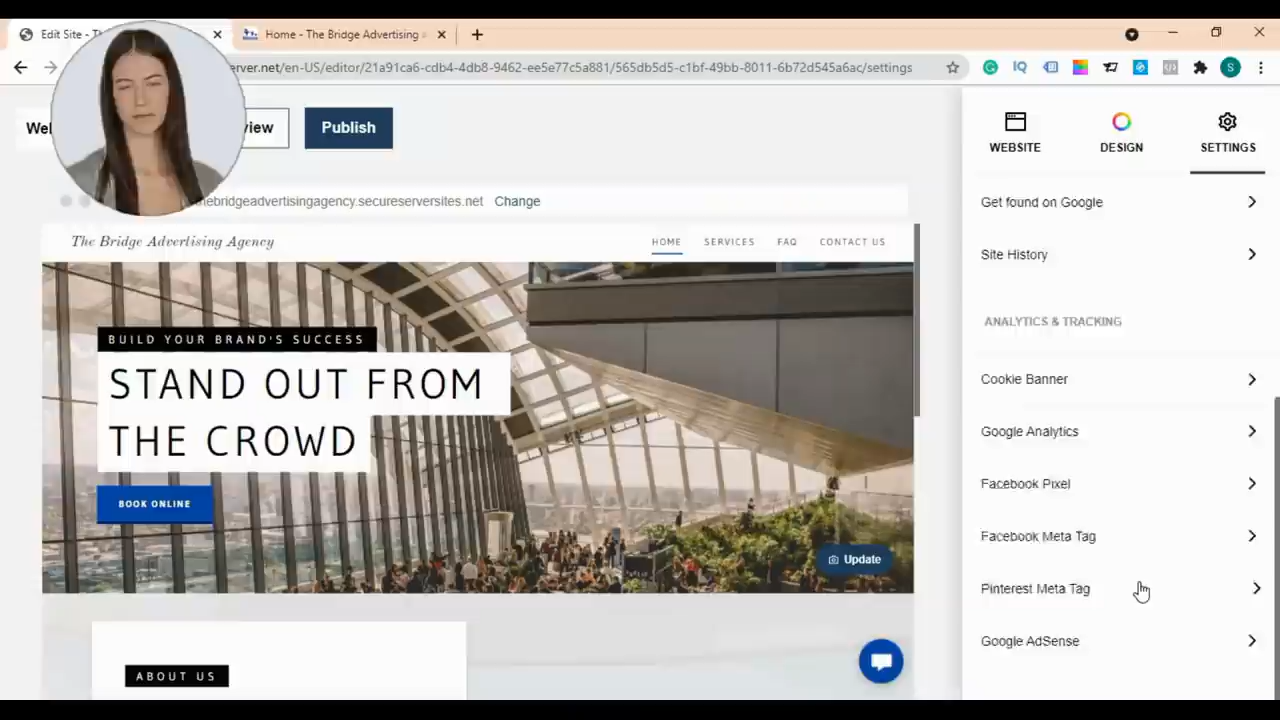 Edit Site - Th
Home - The Bridge Advertising a
erver.net/en-US/editor/21a91ca6-cdb4-4db8-9462-ee5e77c5a881/565db5d5-c1bf-49bb-8011-6b72d545a6ac/settings
IQ
S
Publish
WEBSITE
DESIGN
SETTINGS
thebridgeadvertisingagency.secureserversites.net Change
The Bridge Advertising Agency
HOME SERVICES FAQ CONTACT US
BUILD YOUR BRAND'S SUCCESS
STAND OUT FROM
THE CROWD
BOOK ONLINE
Update
ABOUT US
Get found on Google
Site History
ANALYTICS & TRACKING
Cookie Banner
Google Analytics
Facebook Pixel
Facebook Meta Tag
Pinterest Meta Tag
Google AdSense